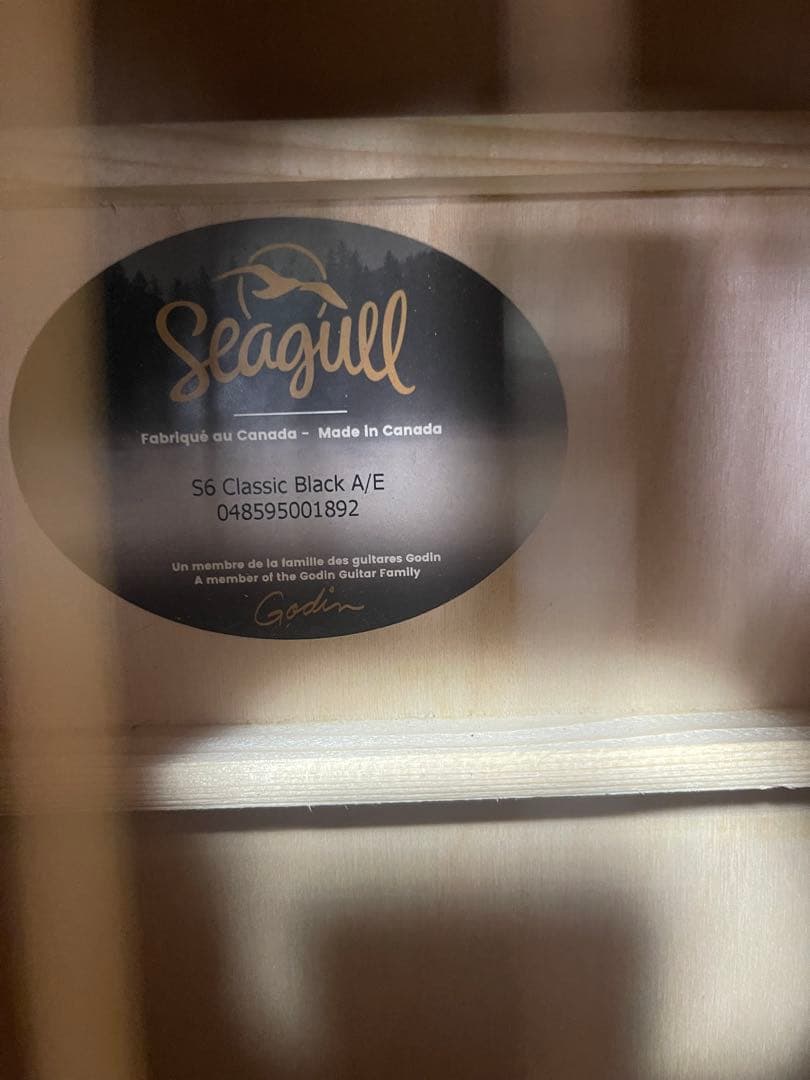 Seagull
Fabriqué au Canada - Made in Canada
S6 Classic Black A/E
048595001892
Un membre de la famille des guitares Godin
A member of the Godin Guitar Family
Godin